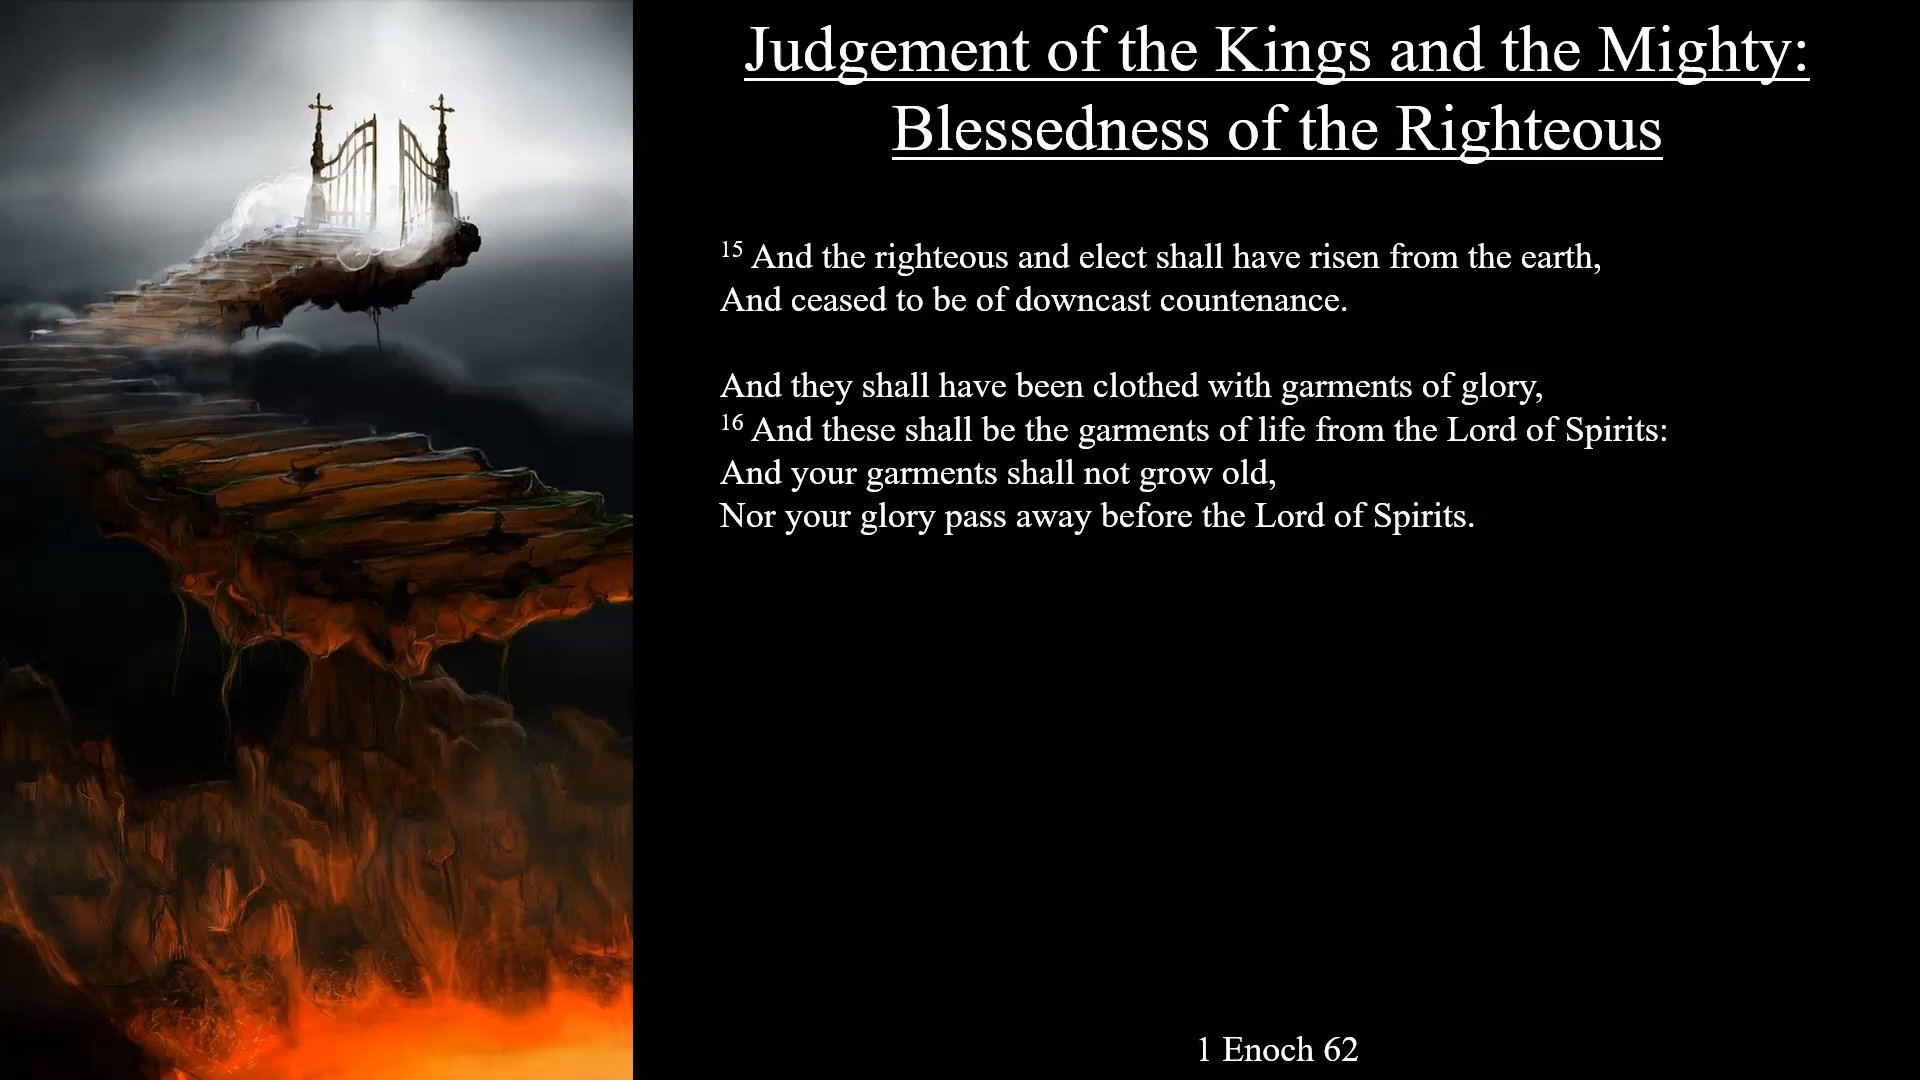 Judgement of the Kings and the Mighty:
Blessedness of the Righteous
15 And the righteous and elect shall have risen from the earth,
And ceased to be of downcast countenance.
And they shall have been clothed with garments of glory,
16 And these shall be the garments of life from the Lord of Spirits:
And your garments shall not grow old,
Nor your glory pass away before the Lord of Spirits.
1 Enoch 62